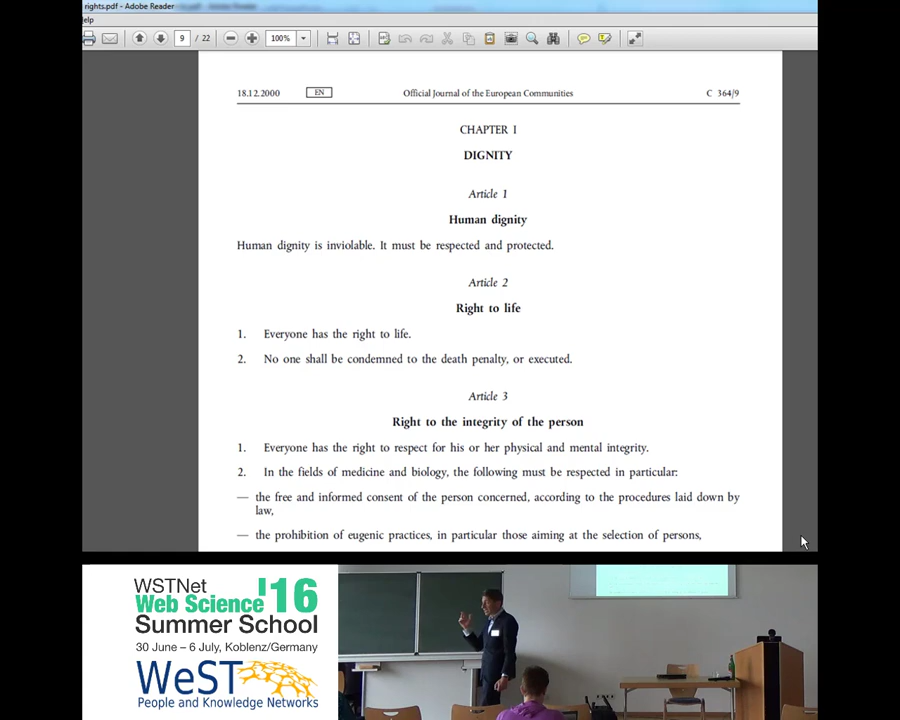 rights.pdf - Adobe Reader
elp
9 / 22 100%
18.12.2000 EN Official Journal of the European Communities C 364/9
CHAPTER I
DIGNITY
Article 1
Human dignity
Human dignity is inviolable. It must be respected and protected.
Article 2
Right to life
1. Everyone has the right to life.
2. No one shall be condemned to the death penalty, or executed.
Article 3
Right to the integrity of the person
1. Everyone has the right to respect for his or her physical and mental integrity.
2. In the fields of medicine and biology, the following must be respected in particular:
— the free and informed consent of the person concerned, according to the procedures laid down by
law,
— the prohibition of eugenic practices, in particular those aiming at the selection of persons,
WSTNet
Web Science '16
Summer School
30 June – 6 July, Koblenz/Germany
WeST
People and Knowledge Networks